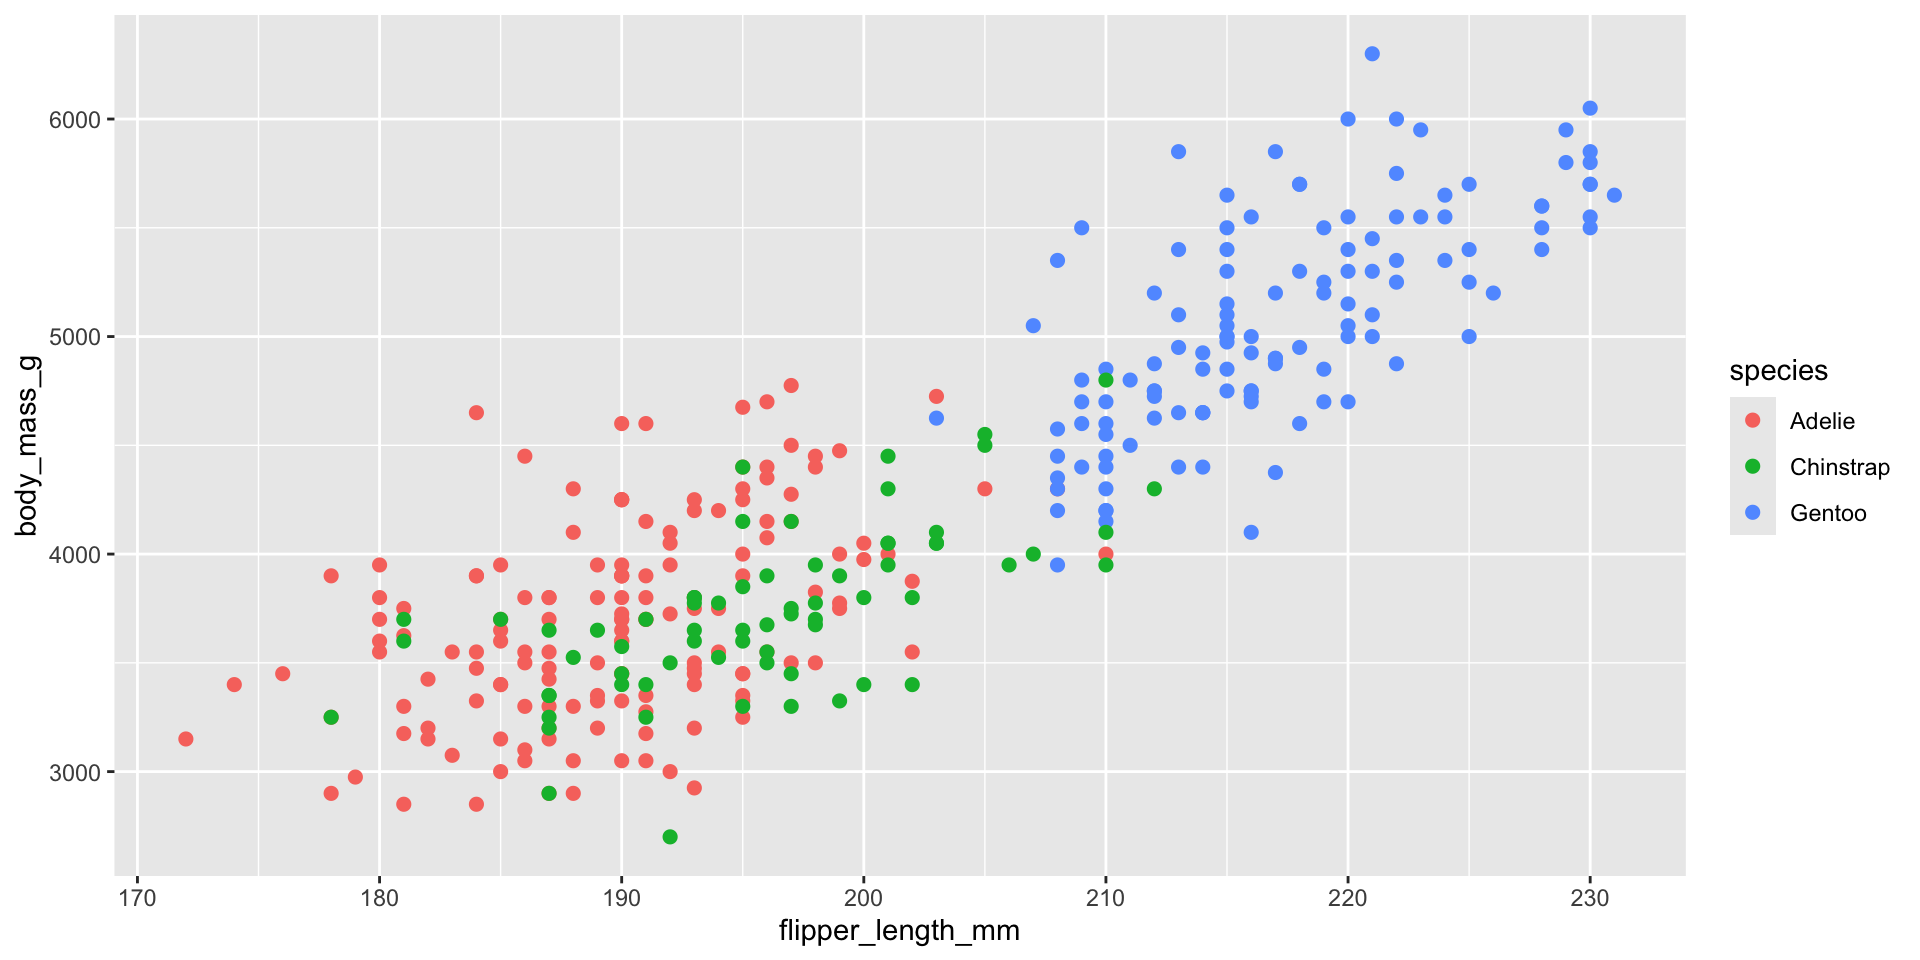 6000
5000
4000
3000
body_mass_g
170 180 190 200 210 220 230
flipper_length_mm
species
Adelie
Chinstrap
Gentoo